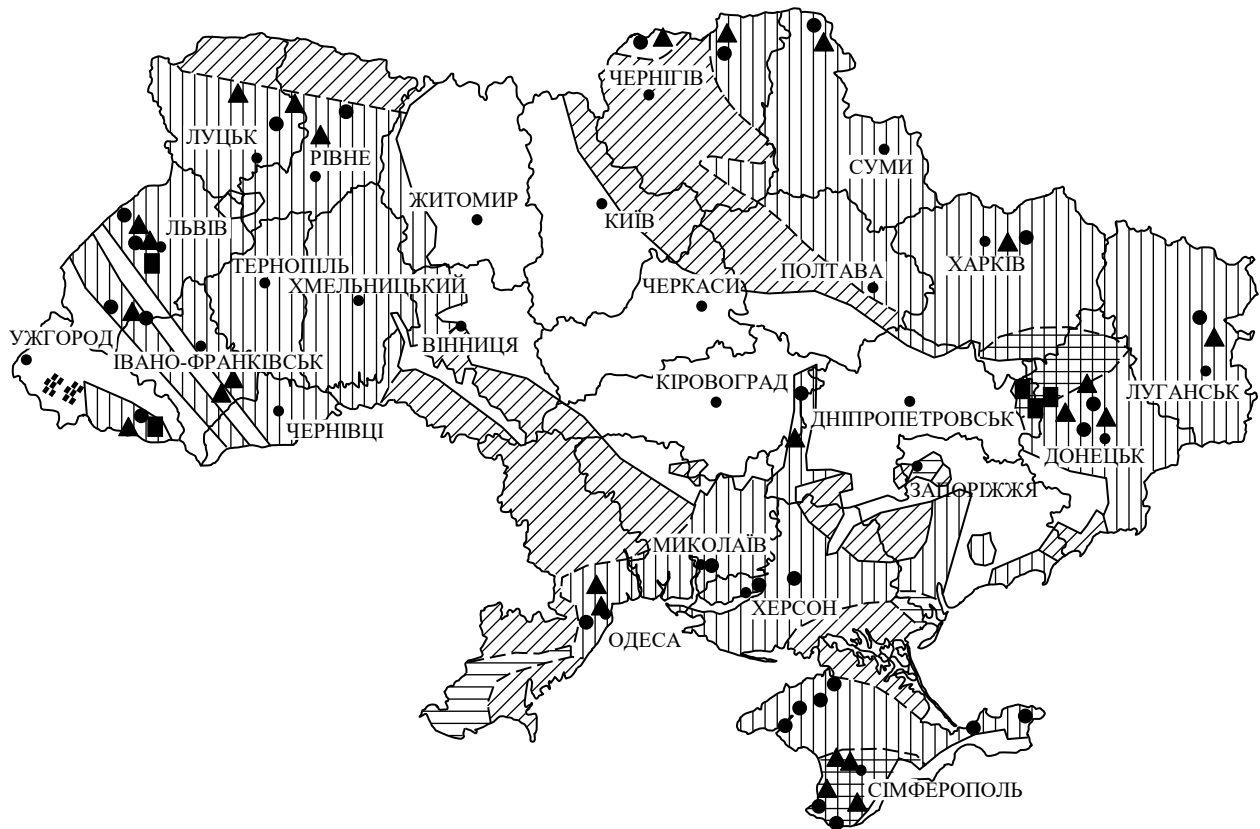 ЧЕРНІГІВ
ЛУЦЬК
РІВНЕ
СУМИ
ЖИТОМИР
КИЇВ
ЛЬВІВ
ТЕРНОПІЛЬ
ХМЕЛЬНИЦЬКИЙ
ПОЛТАВА
ХАРКІВ
ЧЕРКАСИ
УЖГОРОД
ВІННИЦЯ
ІВАНО-ФРАНКІВСЬК
КІРОВОГРАД
ЛУГАНСЬК
ДНІПРОПЕТРОВСЬК
ЧЕРНІВЦІ
ДОНЕЦЬК
ЗАПОРІЖЖЯ
МИКОЛАЇВ
ХЕРСОН
ОДЕСА
СІМФЕРОПОЛЬ